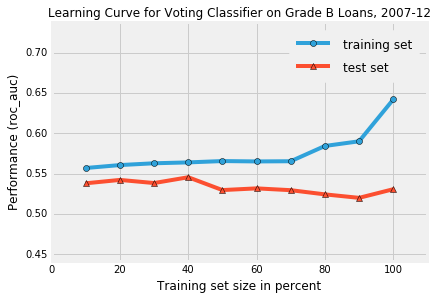 Learning Curve for Voting Classifier on Grade B Loans, 2007-12
training set
test set
Performance (roc_auc)
0.70
0.65
0.60
0.55
0.50
0.45
0 20 40 60 80 100
Training set size in percent